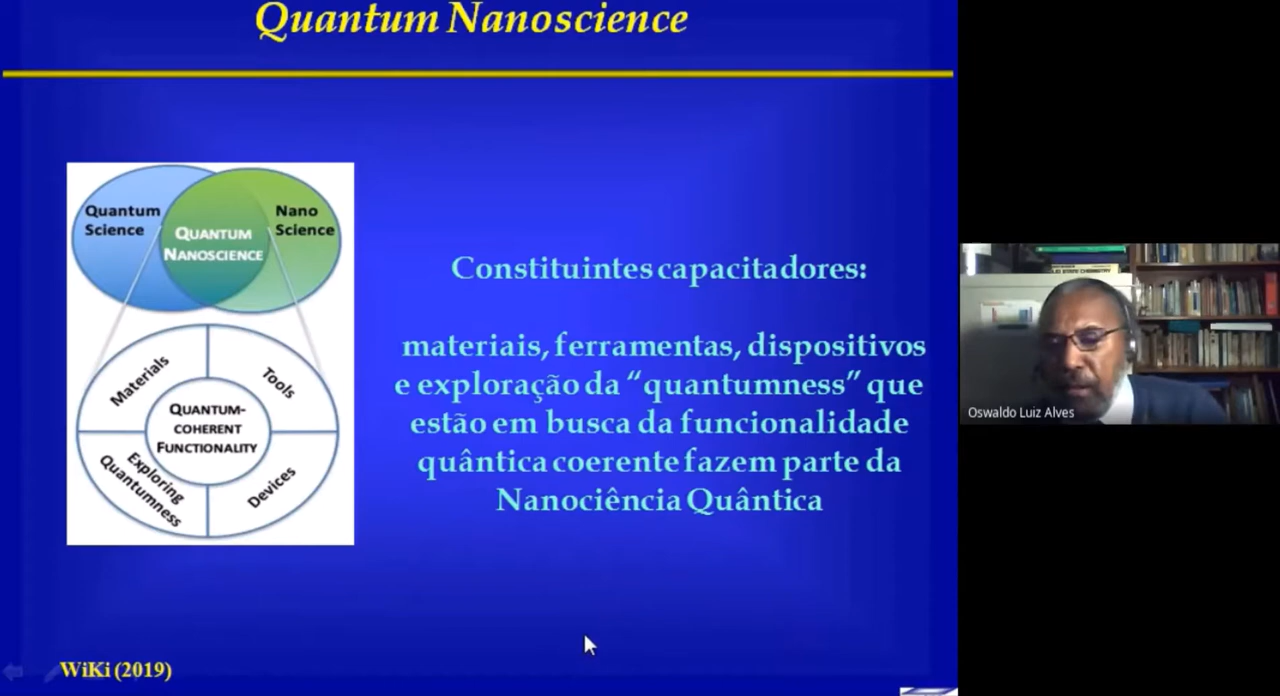 Quantum Nanoscience
Quantum
Science
QUANTUM
NANOSCIENCE
Nano
Science
Materials
Tools
QUANTUM-
COHERENT
FUNCTIONALITY
Exploring
Quantumness
Devices
Constituintes capacitadores:
materiais, ferramentas, dispositivos
e exploração da “quantumness” que
estão em busca da funcionalidade
quântica coerente fazem parte da
Nanociência Quântica
WiKi (2019)
Oswaldo Luiz Alves